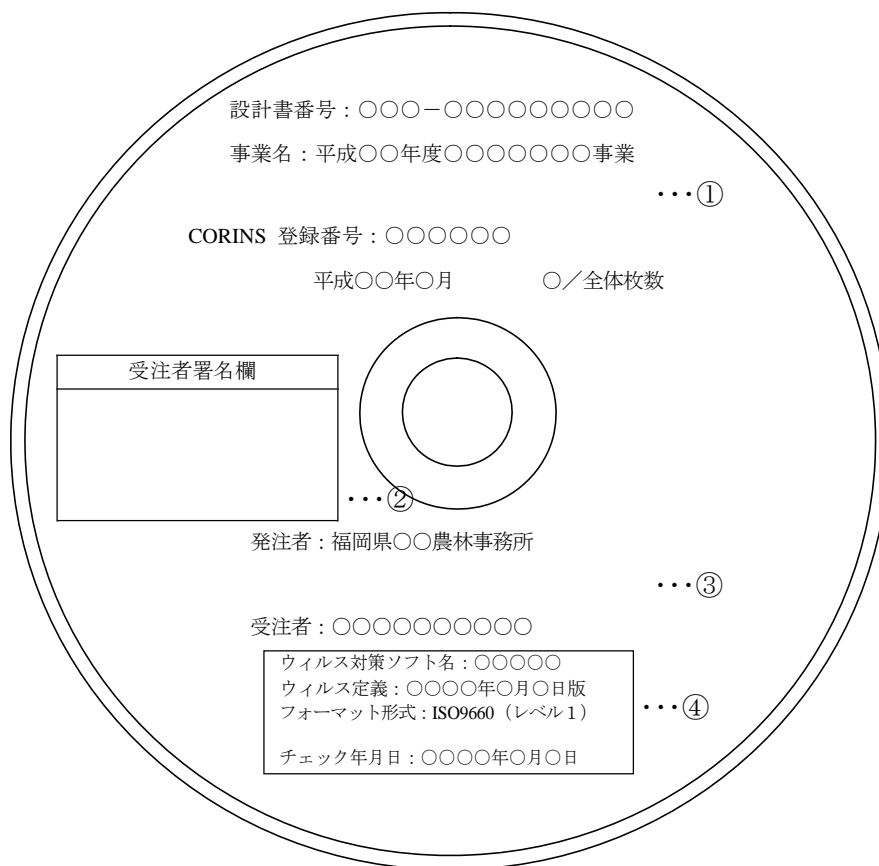 設計書番号：○○○－○○○○○○○○○
事業名：平成○○年度○○○○○○○事業
･･･①
CORINS 登録番号：○○○○○○
平成○○年○月 ○／全体枚数
受注者署名欄
･･･②
発注者：福岡県○○農林事務所
･･･③
受注者：○○○○○○○○○○
ウィルス対策ソフト名：○○○○○
ウィルス定義：○○○○年○月○日版
フォーマット形式：ISO9660（レベル１）
･･･④
チェック年月日：○○○○年○月○日